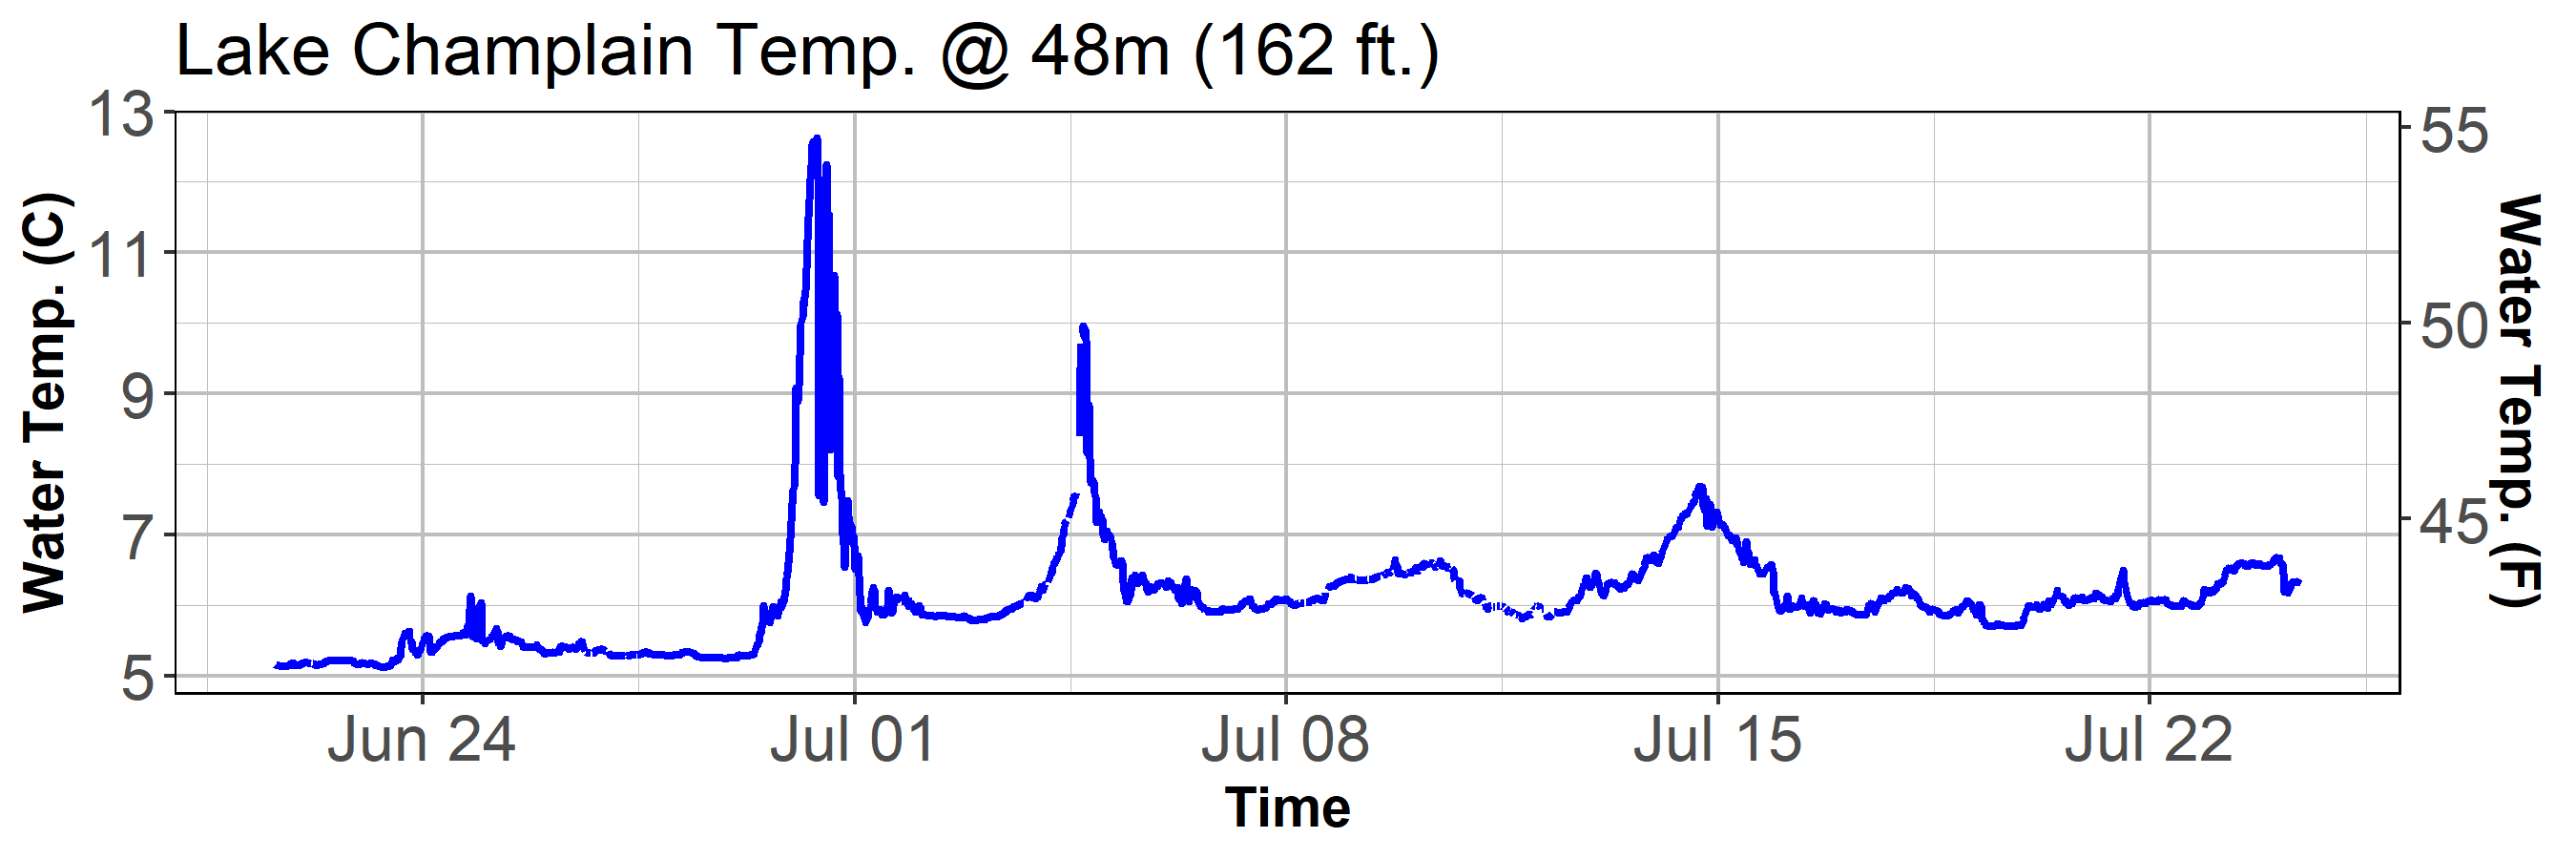 Lake Champlain Temp. @ 48m (162 ft.)
13
11
9
7
5
Water Temp. (C)
55
50
45
Water Temp. (F)
Jun 24
Jul 01
Jul 08
Jul 15
Jul 22
Time